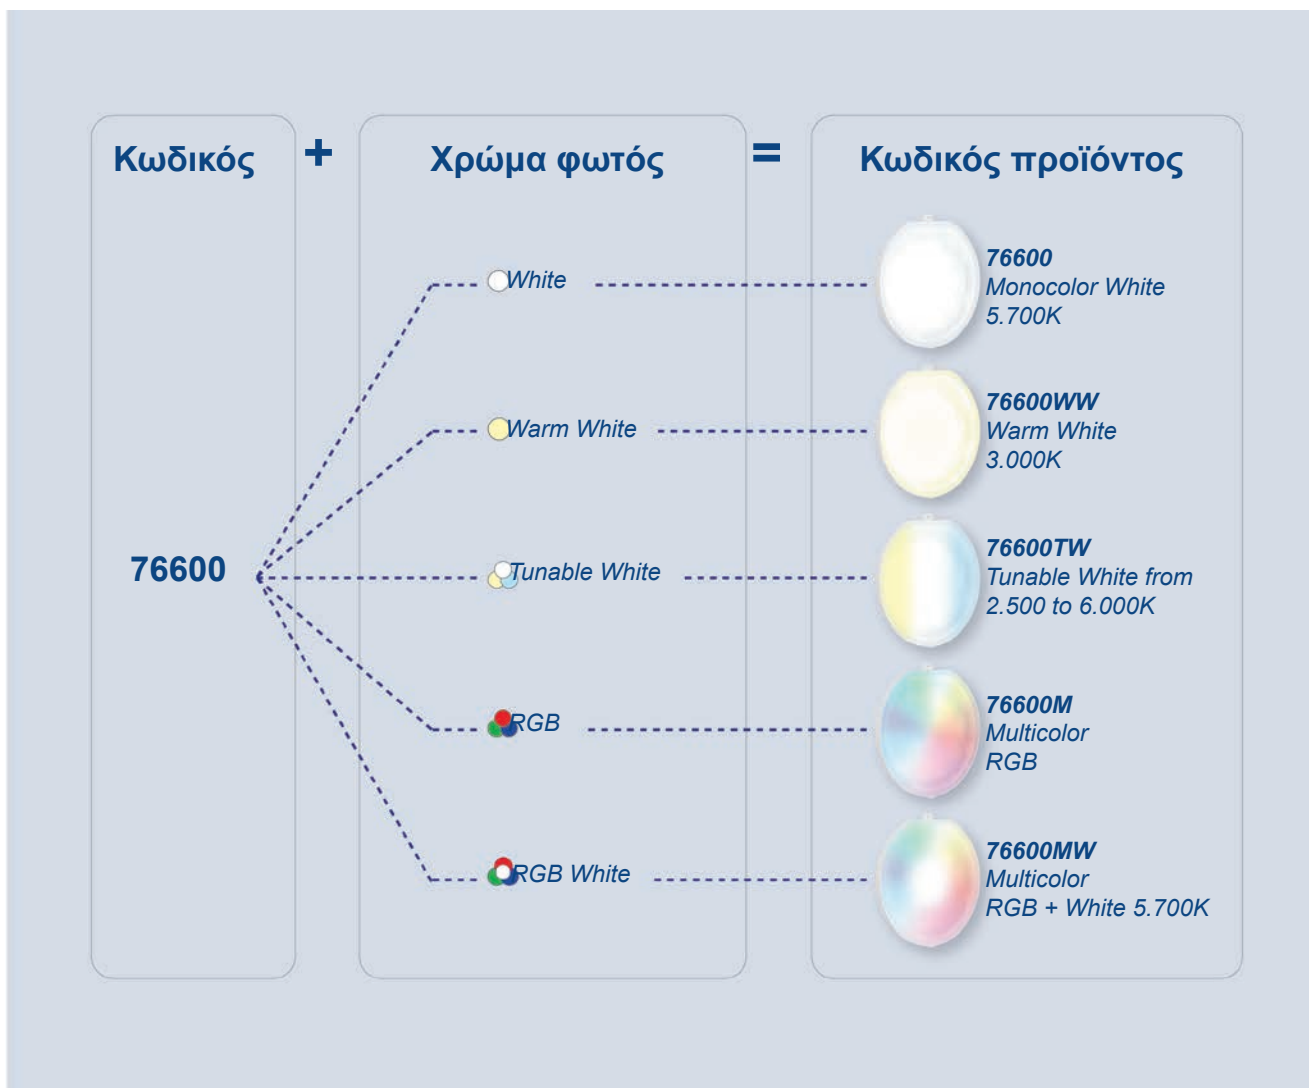 Κωδικός + Χρώμα φωτός = Κωδικός προϊόντος
76600
White
Warm White
Tunable White
RGB
RGB White
76600
Monocolor White
5.700K
76600WW
Warm White
3.000K
76600TW
Tunable White from
2.500 to 6.000K
76600M
Multicolor
RGB
76600MW
Multicolor
RGB + White 5.700K